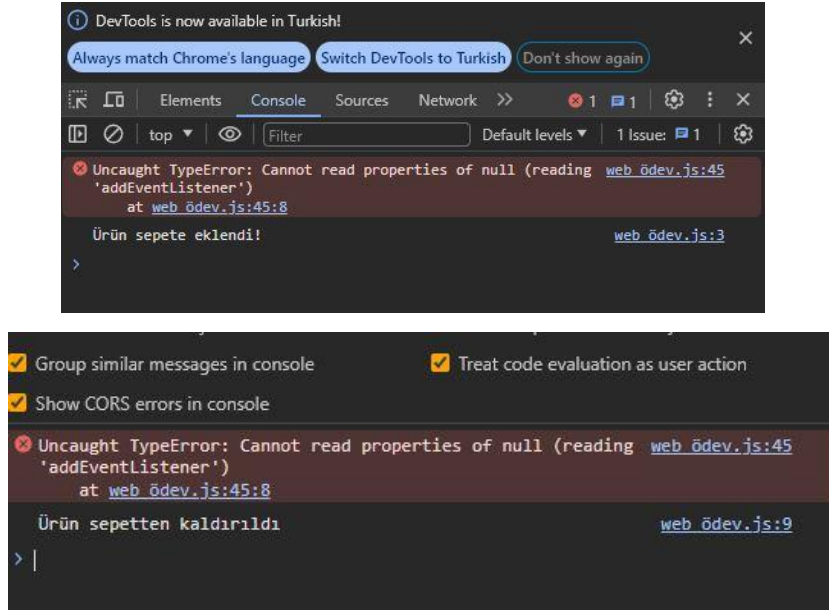 DevTools is now available in Turkish!
Always match Chrome's language Switch DevTools to Turkish Don't show again
Elements Console Sources Network 1 1
top Filter Default levels 1 Issue: 1
Uncaught TypeError: Cannot read properties of null (reading web ödev.js:45
'addEventListener')
at web ödev.js:45:8
Ürün sepete eklendi! web ödev.js:3
Group similar messages in console Treat code evaluation as user action
Show CORS errors in console
Uncaught TypeError: Cannot read properties of null (reading web ödev.js:45
'addEventListener')
at web ödev.js:45:8
Ürün sepetten kaldırıldı web ödev.js:9